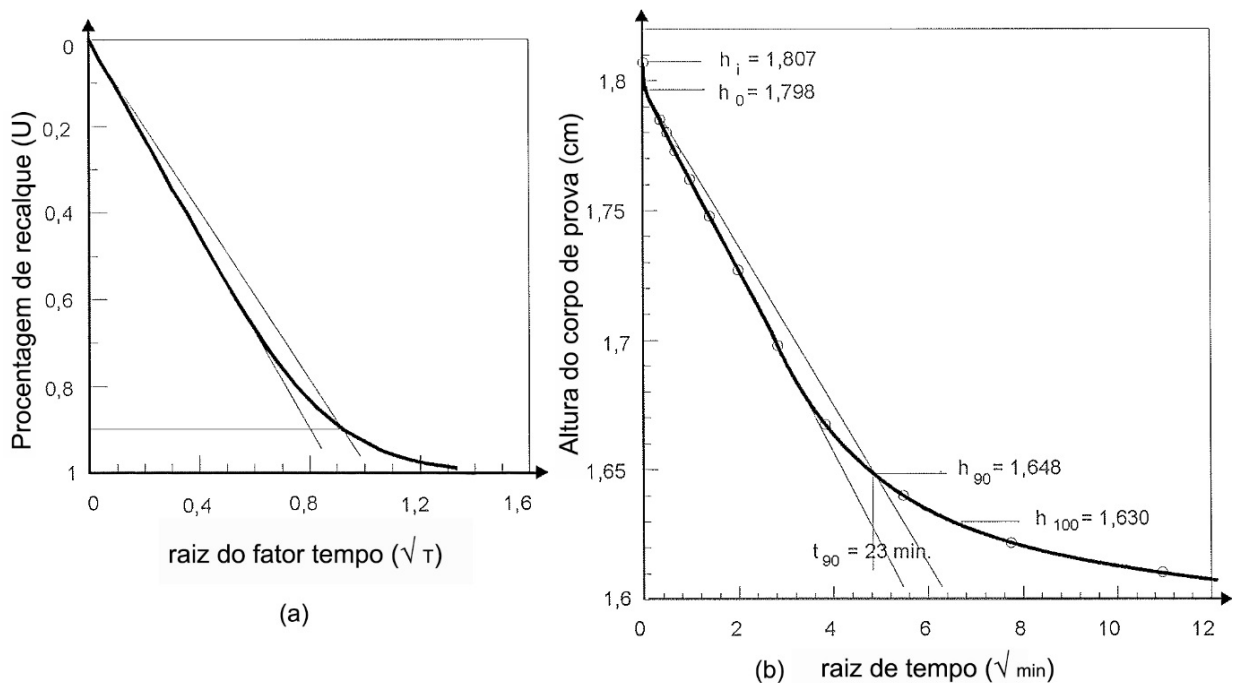 Procentagem de recalque (U)
0
0,2
0,4
0,6
0,8
1
0
0,4
0,8
1,2
1,6
raiz do fator tempo (√ T)
(a)
Altura do corpo de prova (cm)
1,8
1,75
1,7
1,65
1,6
h i = 1,807
h 0 = 1,798
h 90 = 1,648
h 100 = 1,630
t 90 = 23 min.
0
2
4
6
8
10
12
(b) raiz de tempo (√ min)